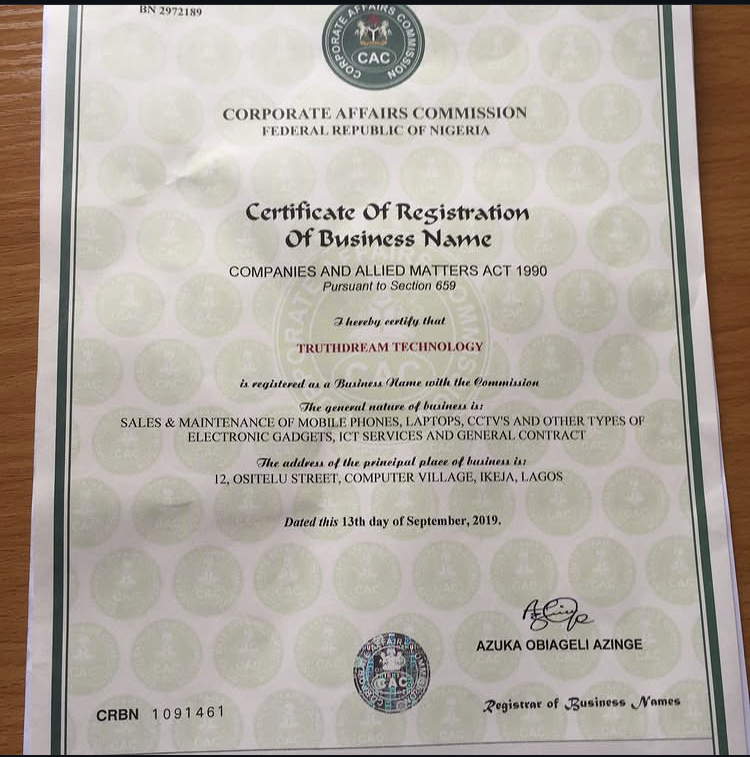 BN 2972189
CORPORATE AFFAIRS COMMISSION
CAC
CORPORATE AFFAIRS COMMISSION
FEDERAL REPUBLIC OF NIGERIA
Certificate Of Registration
Of Business Name
COMPANIES AND ALLIED MATTERS ACT 1990
Pursuant to Section 659
I hereby certify that
TRUTHDREAM TECHNOLOGY
is registered as a Business Name with the Commission
The general nature of business is:
SALES & MAINTENANCE OF MOBILE PHONES, LAPTOPS, CCTV'S AND OTHER TYPES OF
ELECTRONIC GADGETS, ICT SERVICES AND GENERAL CONTRACT
The address of the principal place of business is:
12, OSITELU STREET, COMPUTER VILLAGE, IKEJA, LAGOS
Dated this 13th day of September, 2019.
AZUKA OBIAGELI AZINGE
CAC
Registrar of Business Names
CRBN 1091461